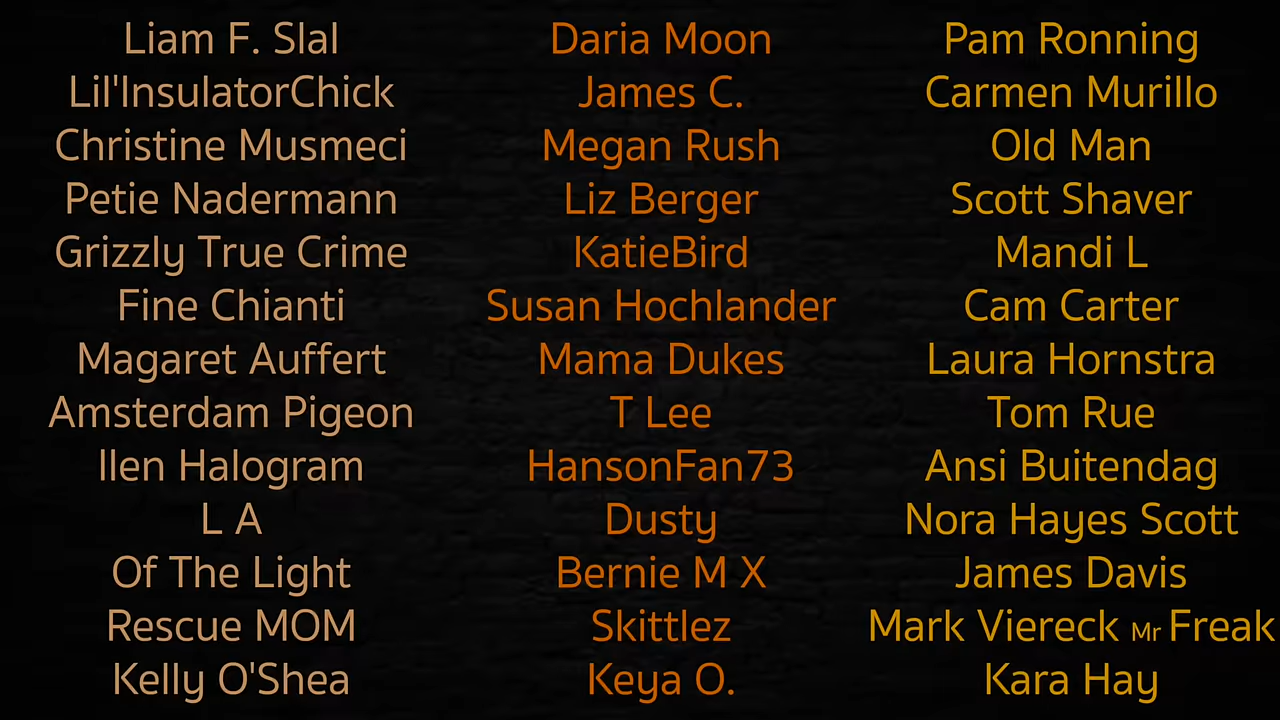 Liam F. Slal
Lil'InsulatorChick
Christine Musmeci
Petie Nadermann
Grizzly True Crime
Fine Chianti
Magaret Auffert
Amsterdam Pigeon
Ilen Halogram
L A
Of The Light
Rescue MOM
Kelly O'Shea
Daria Moon
James C.
Megan Rush
Liz Berger
KatieBird
Susan Hochlander
Mama Dukes
T Lee
HansonFan73
Dusty
Bernie M X
Skittlez
Keya O.
Pam Ronning
Carmen Murillo
Old Man
Scott Shaver
Mandi L
Cam Carter
Laura Hornstra
Tom Rue
Ansi Buitendag
Nora Hayes Scott
James Davis
Mark Viereck Mr Freak
Kara Hay